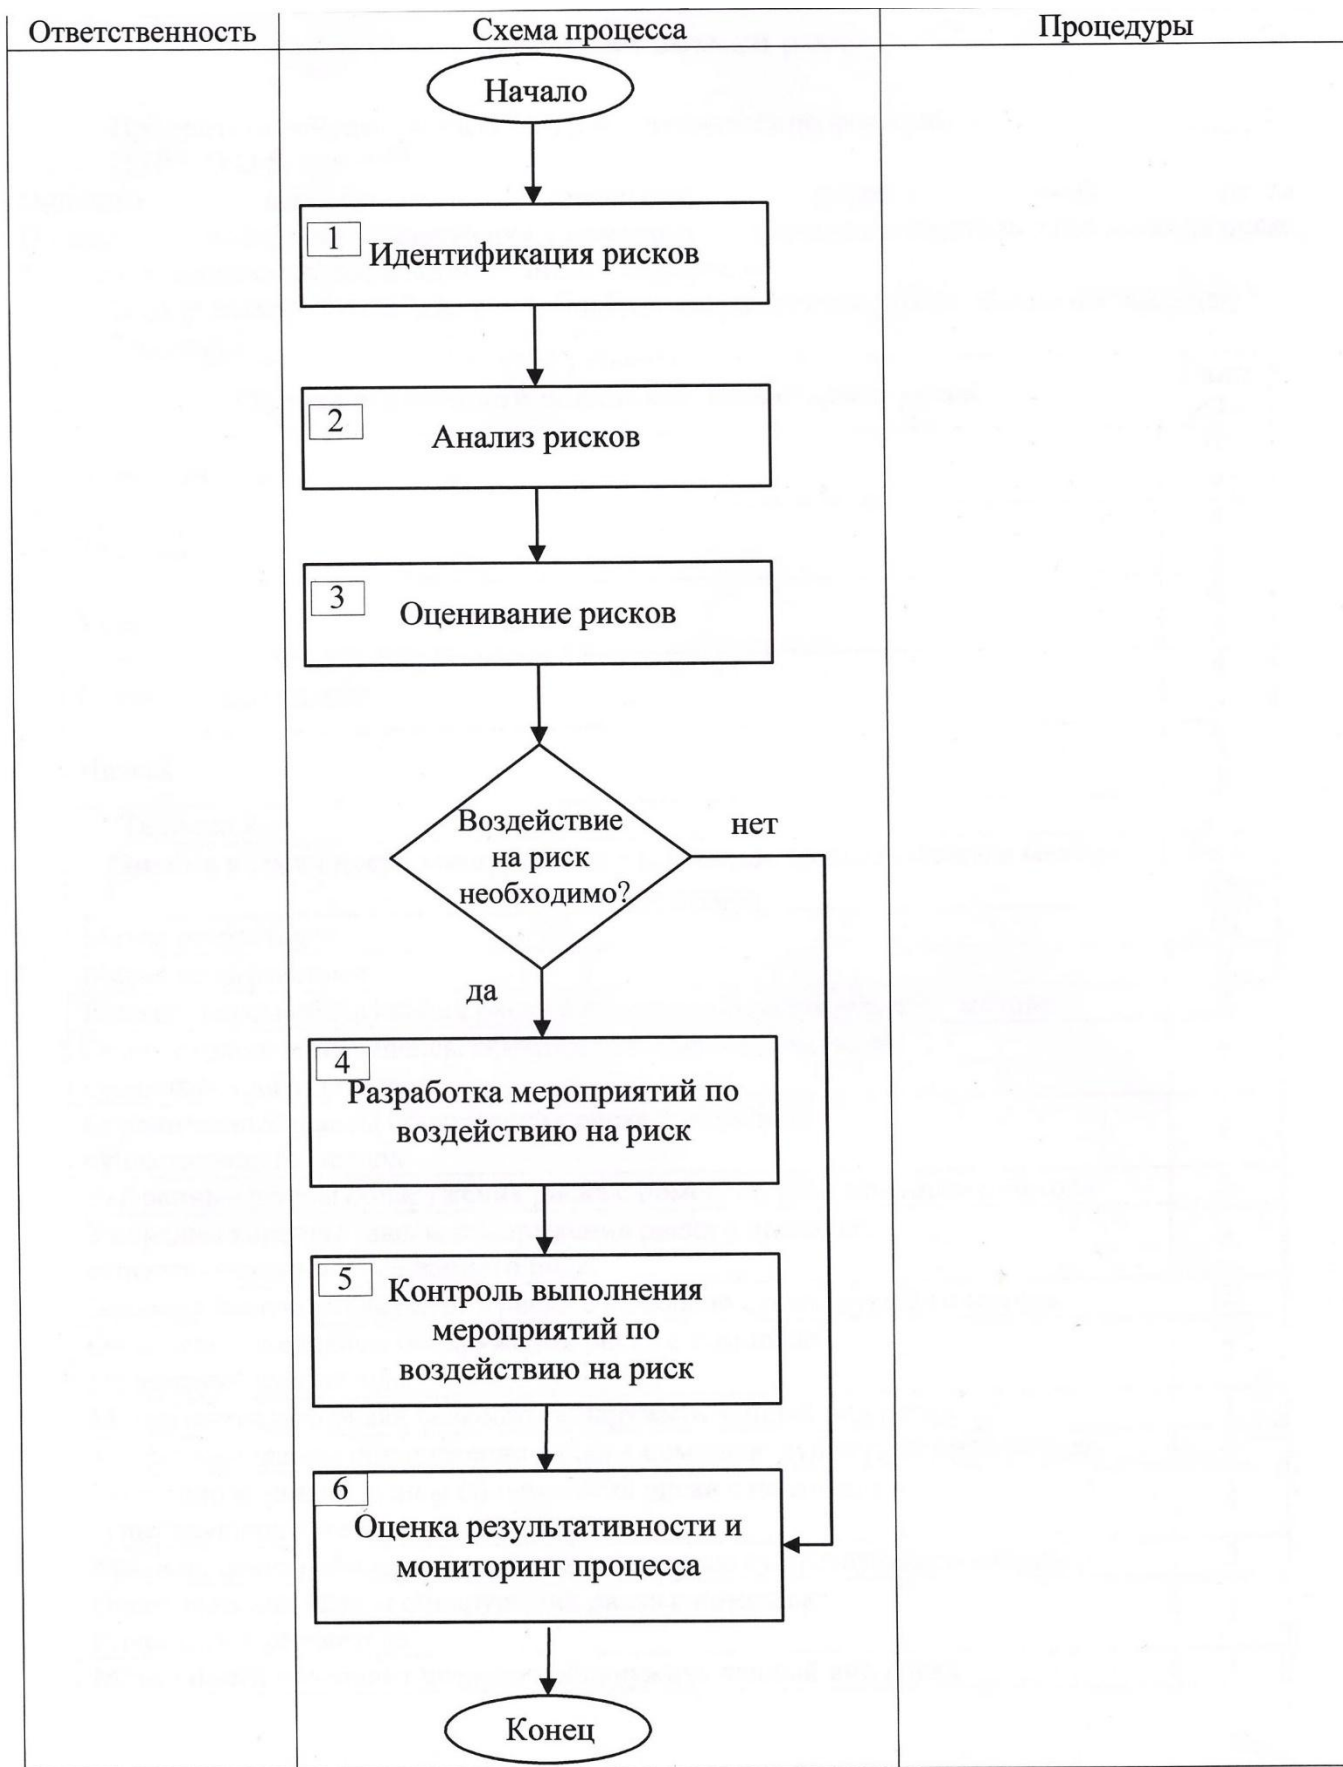 Ответственность
Схема процесса
Процедуры
Начало
1
Идентификация рисков
2
Анализ рисков
3
Оценивание рисков
Воздействие
на риск
необходимо?
нет
да
4
Разработка мероприятий по
воздействию на риск
5
Контроль выполнения
мероприятий по
воздействию на риск
6
Оценка результативности и
мониторинг процесса
Конец